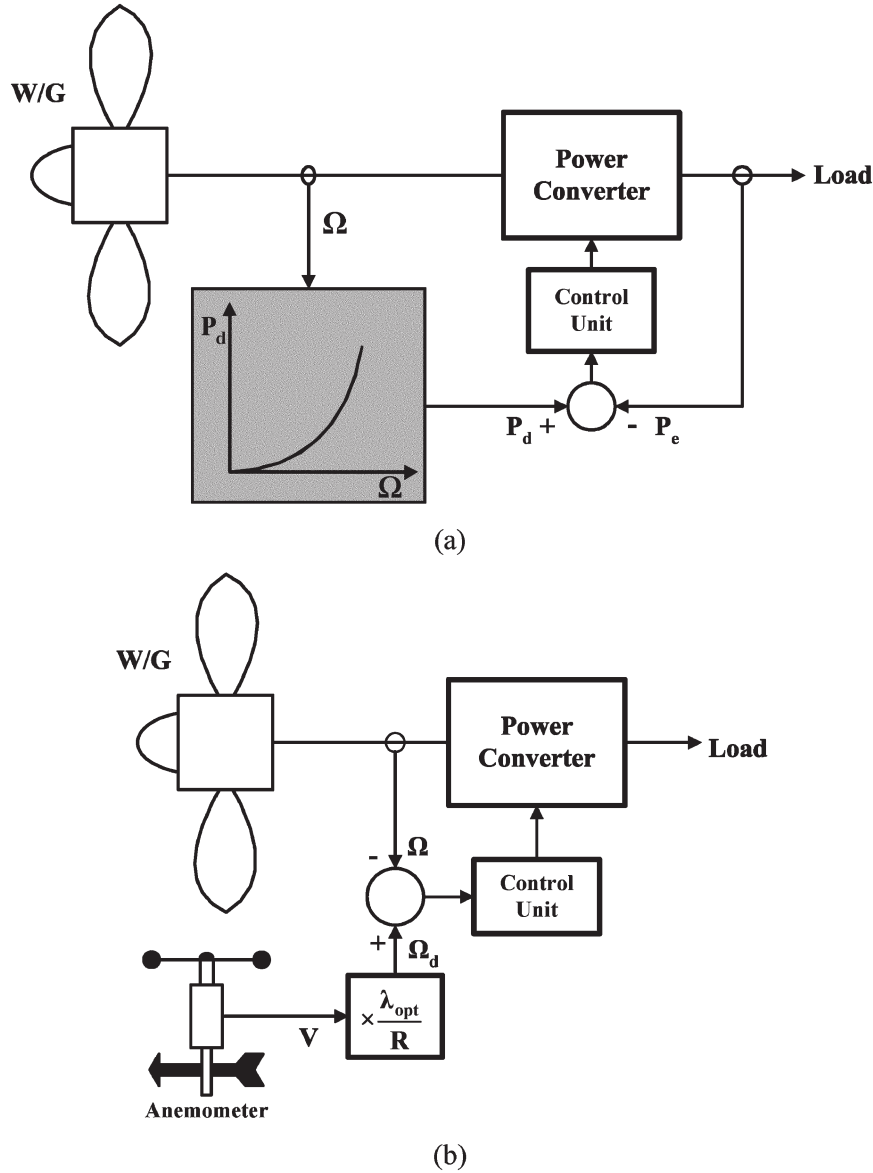 W/G
Power
Converter
Load
Ω
Control
Unit
P_d
Ω
P_d + - P_e
(a)
W/G
Power
Converter
Load
- Ω
Control
Unit
+ Ω_d
× λ_opt / R
V
Anemometer
(b)